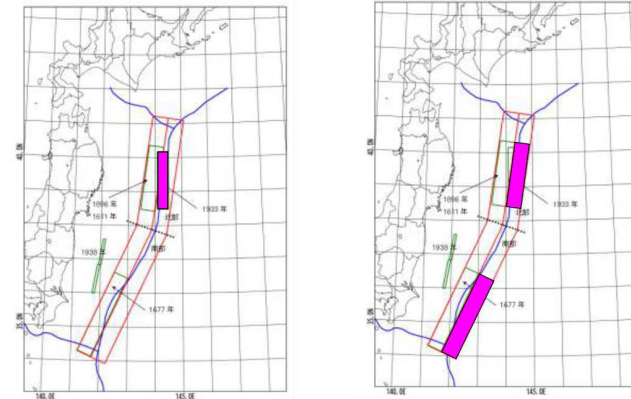 40.0N
35.0N
140.0E
145.0E
1896 年
1611 年
1933 年
北部
南部
1938 年
1677 年
40.0N
35.0N
140.0E
145.0E
1896 年
1611 年
1933 年
北部
南部
1938 年
1677 年